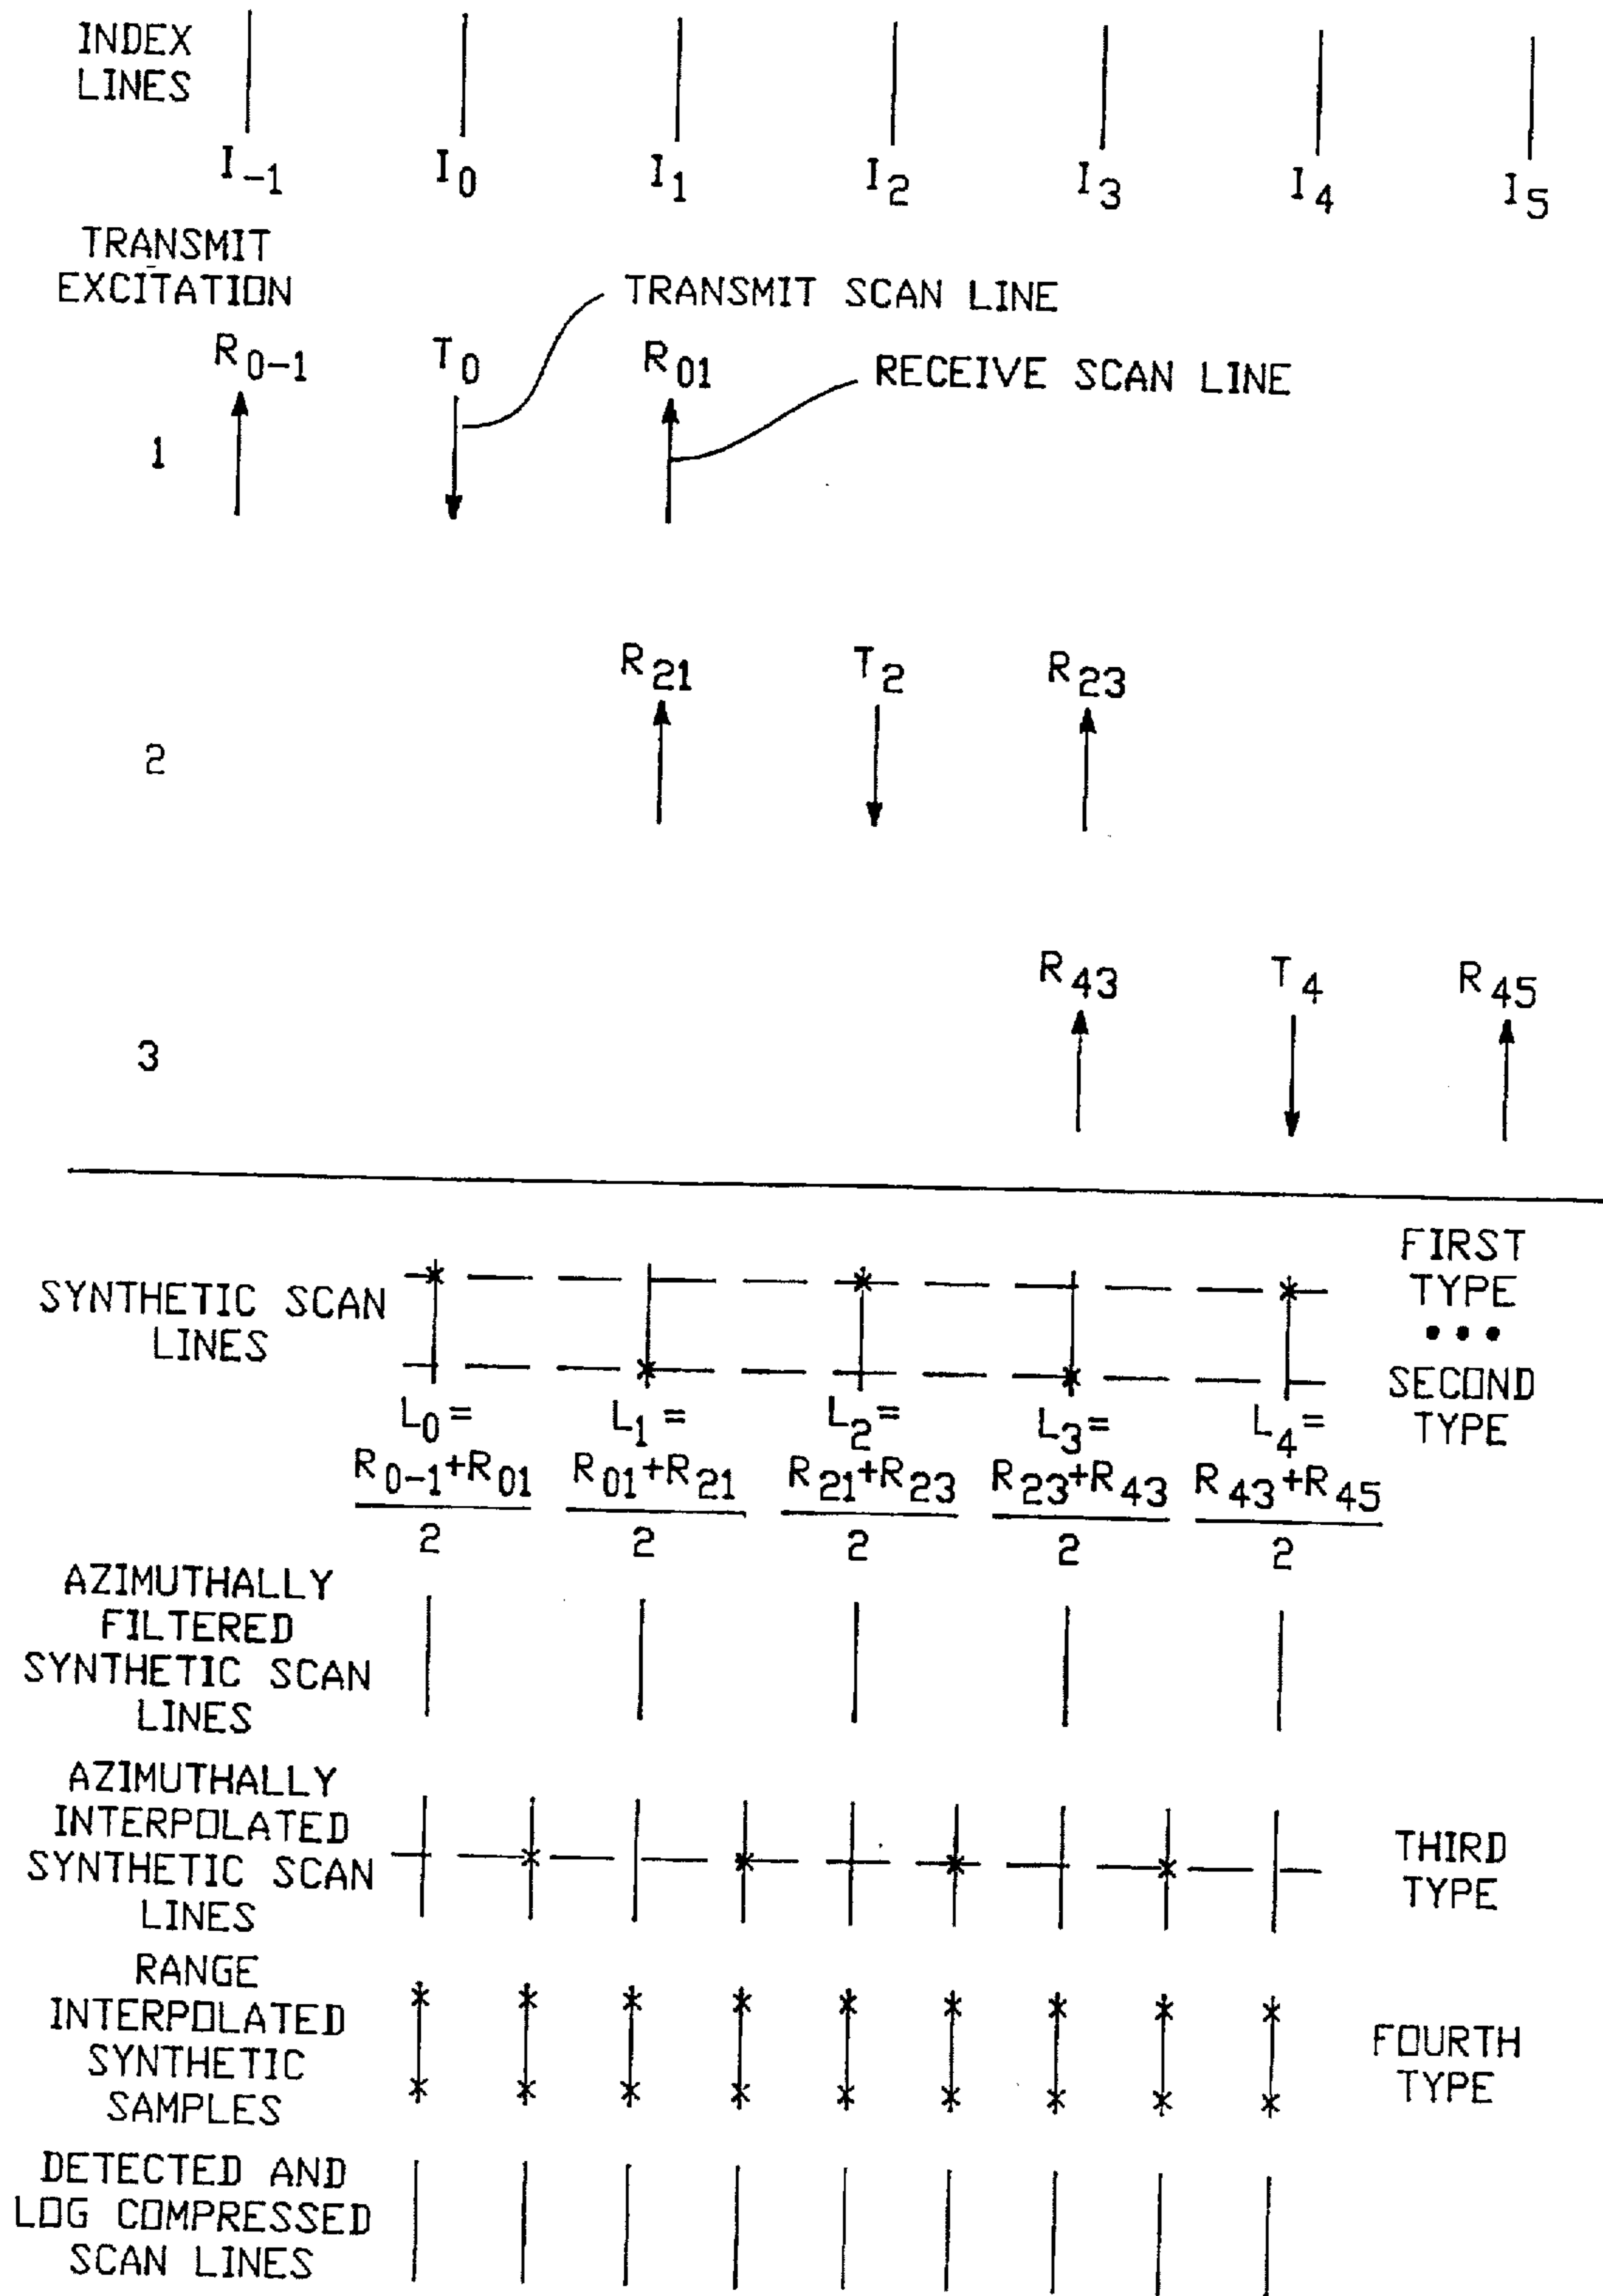 INDEX
LINES
I-1 I0 I1 I2 I3 I4 I5
TRANSMIT
EXCITATION
TRANSMIT SCAN LINE
R0-1 T0 R01
RECEIVE SCAN LINE
1
R21 T2 R23
2
R43 T4 R45
3
SYNTHETIC SCAN
LINES
FIRST
TYPE
•••
SECOND
TYPE
L0= L1= L2= L3= L4=
R0-1+R01 R01+R21 R21+R23 R23+R43 R43+R45
2 2 2 2 2
AZIMUTHALLY
FILTERED
SYNTHETIC SCAN
LINES
AZIMUTHALLY
INTERPOLATED
SYNTHETIC SCAN
LINES
THIRD
TYPE
RANGE
INTERPOLATED
SYNTHETIC
SAMPLES
FOURTH
TYPE
DETECTED AND
LOG COMPRESSED
SCAN LINES